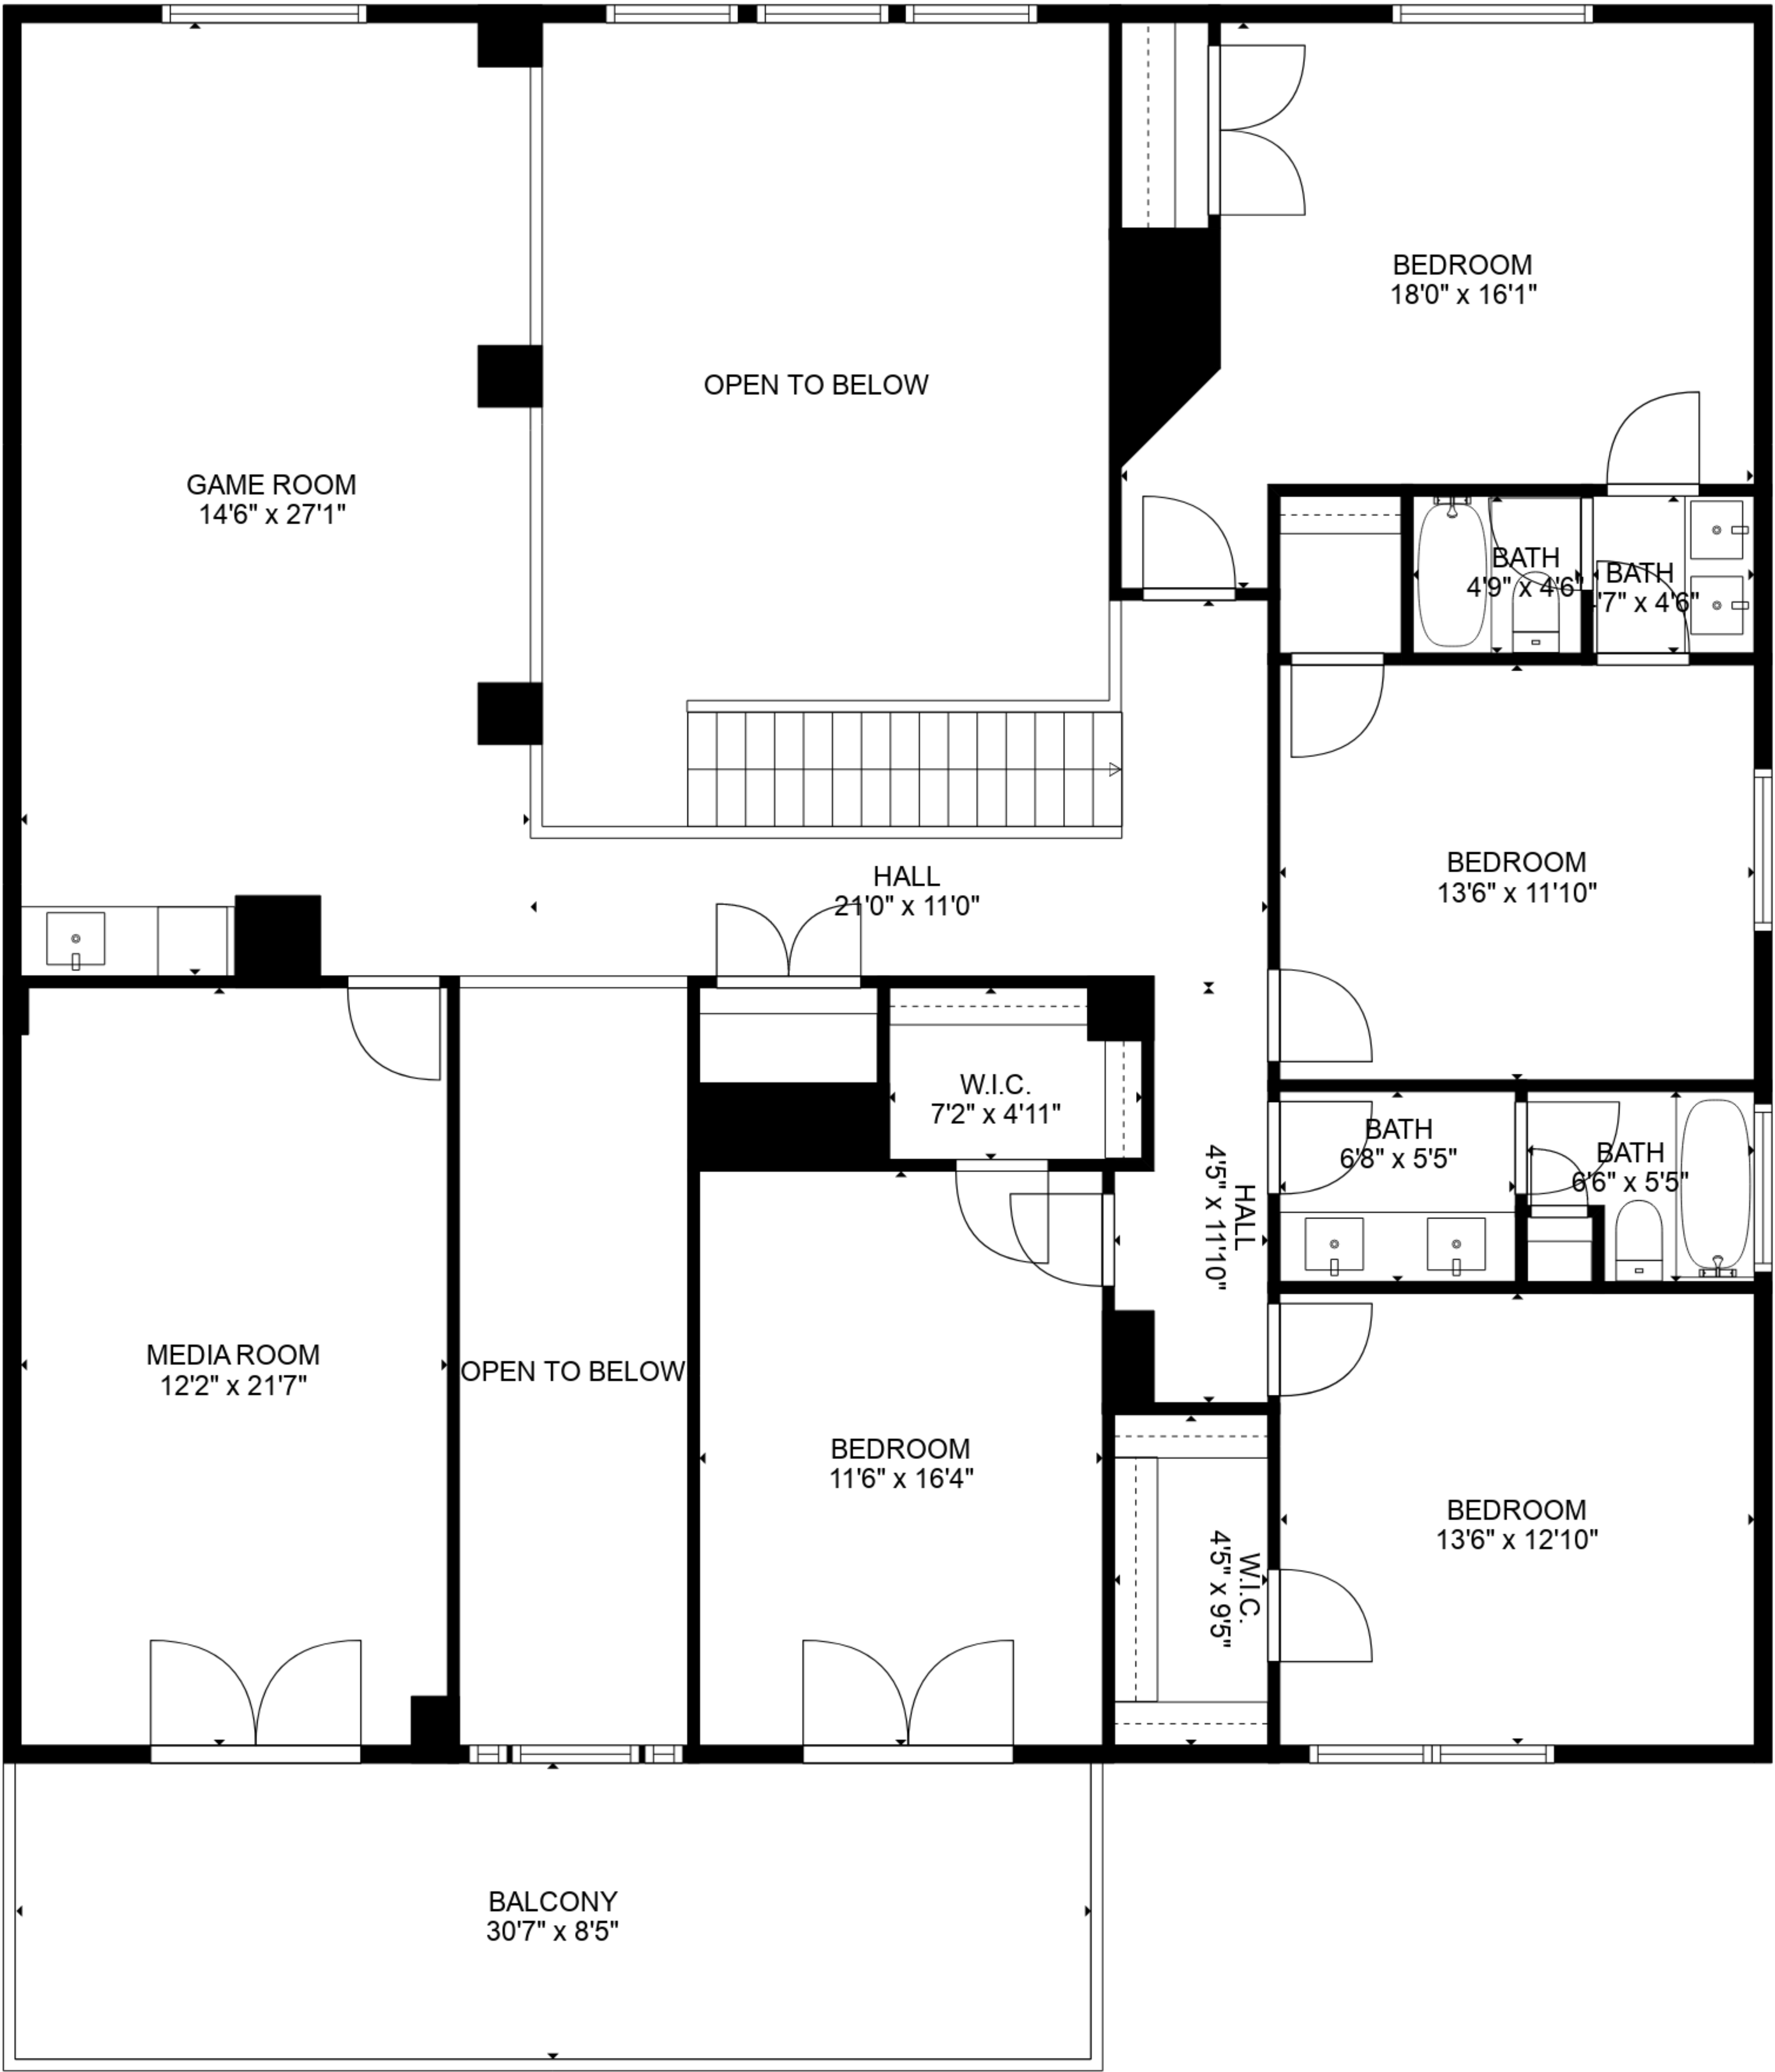 BEDROOM
18'0" x 16'1"
OPEN TO BELOW
GAME ROOM
14'6" x 27'1"
BATH
4'9" x 4'6"
BATH
'7" x 4'6"
HALL
21'0" x 11'0"
BEDROOM
13'6" x 11'10"
W.I.C.
7'2" x 4'11"
HALL
4'5" x 11'10"
BATH
6'8" x 5'5"
BATH
6'6" x 5'5"
MEDIA ROOM
12'2" x 21'7"
OPEN TO BELOW
BEDROOM
11'6" x 16'4"
W.I.C.
4'5" x 9'5"
BEDROOM
13'6" x 12'10"
BALCONY
30'7" x 8'5"